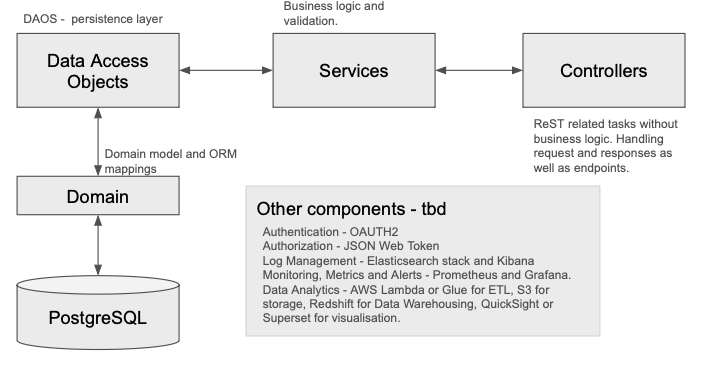 DAOS - persistence layer
Business logic and
validation.
Data Access
Objects
Services
Controllers
ReST related tasks without
business logic. Handling
request and responses as
well as endpoints.
Domain model and ORM
mappings
Domain
PostgreSQL
Other components - tbd
Authentication - OAUTH2
Authorization - JSON Web Token
Log Management - Elasticsearch stack and Kibana
Monitoring, Metrics and Alerts - Prometheus and Grafana.
Data Analytics - AWS Lambda or Glue for ETL, S3 for
storage, Redshift for Data Warehousing, QuickSight or
Superset for visualisation.